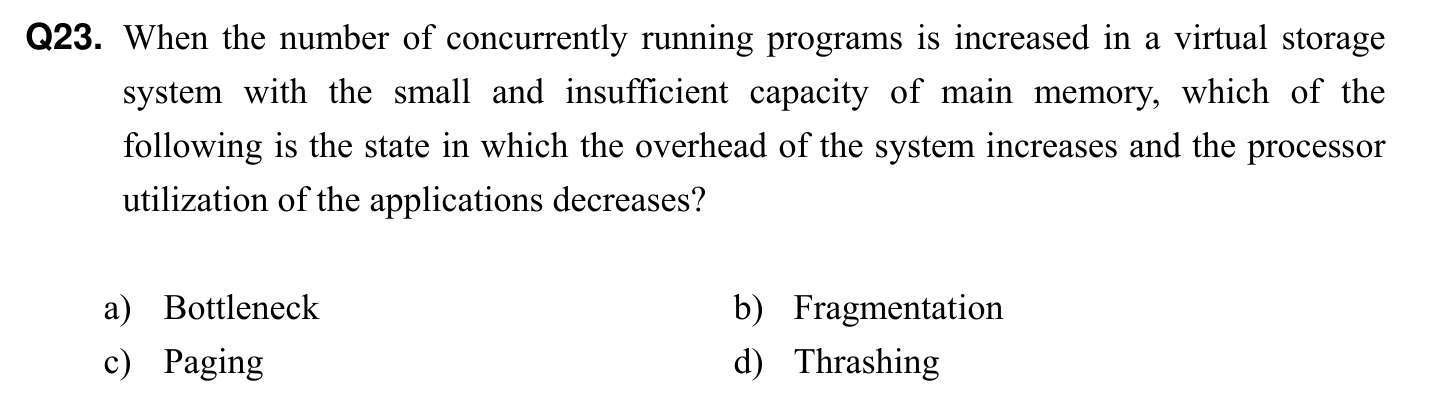 Q23. When the number of concurrently running programs is increased in a virtual storage
system with the small and insufficient capacity of main memory, which of the
following is the state in which the overhead of the system increases and the processor
utilization of the applications decreases?
a) Bottleneck b) Fragmentation
c) Paging d) Thrashing